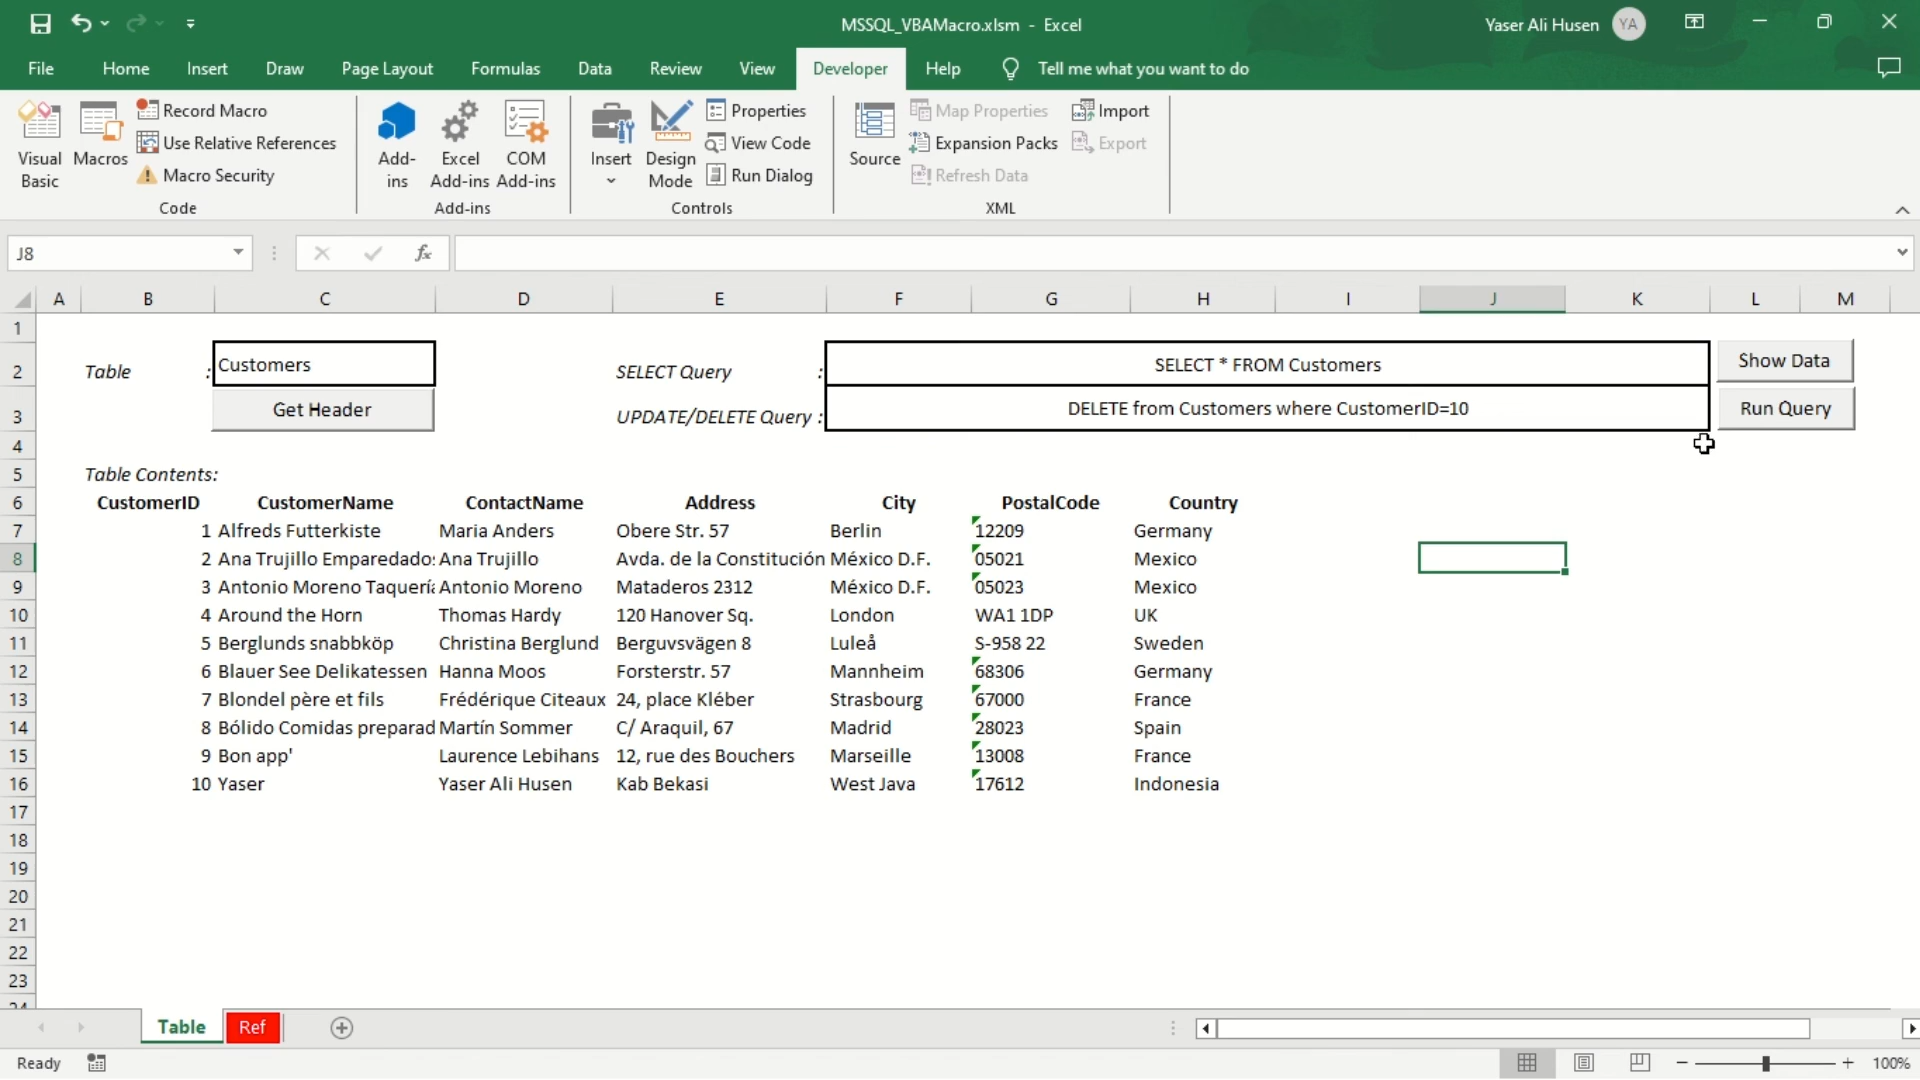 MSSQL_VBAMacro.xlsm - Excel
Yaser Ali Husen YA
File Home Insert Draw Page Layout Formulas Data Review View Developer Help Tell me what you want to do
Visual Basic
Macros
Record Macro
Use Relative References
Macro Security
Code
Add-ins
Excel Add-ins
COM Add-ins
Add-ins
Insert
Design Mode
Properties
View Code
Run Dialog
Controls
Source
Map Properties
Expansion Packs
Refresh Data
Import
Export
XML
J8
fx
A B C D E F G H I J K L M
1
2 Table : Customers SELECT Query : SELECT * FROM Customers Show Data
3 Get Header UPDATE/DELETE Query : DELETE from Customers where CustomerID=10 Run Query
4
5 Table Contents:
6 CustomerID CustomerName ContactName Address City PostalCode Country
7 1 Alfreds Futterkiste Maria Anders Obere Str. 57 Berlin 12209 Germany
8 2 Ana Trujillo Emparedado Ana Trujillo Avda. de la Constitución México D.F. 05021 Mexico
9 3 Antonio Moreno Taquería Antonio Moreno Mataderos 2312 México D.F. 05023 Mexico
10 4 Around the Horn Thomas Hardy 120 Hanover Sq. London WA1 1DP UK
11 5 Berglunds snabbköp Christina Berglund Berguvsvägen 8 Luleå S-958 22 Sweden
12 6 Blauer See Delikatessen Hanna Moos Forsterstr. 57 Mannheim 68306 Germany
13 7 Blondel père et fils Frédérique Citeaux 24, place Kléber Strasbourg 67000 France
14 8 Bólido Comidas preparad Martín Sommer C/ Araquil, 67 Madrid 28023 Spain
15 9 Bon app' Laurence Lebihans 12, rue des Bouchers Marseille 13008 France
16 10 Yaser Yaser Ali Husen Kab Bekasi West Java 17612 Indonesia
17
18
19
20
21
22
23
24
Table Ref
Ready
100%